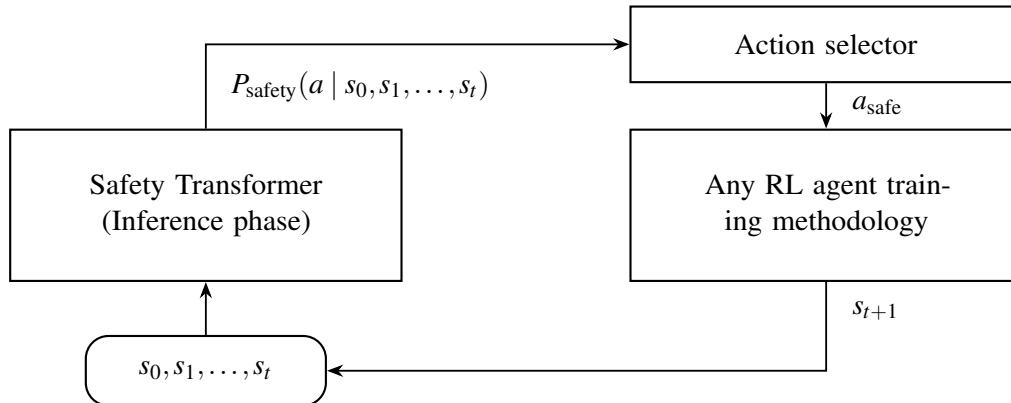 Action selector
P_safety(a | s_0, s_1, . . . , s_t)
a_safe
Safety Transformer
(Inference phase)
Any RL agent train-
ing methodology
s_{t+1}
s_0, s_1, . . . , s_t